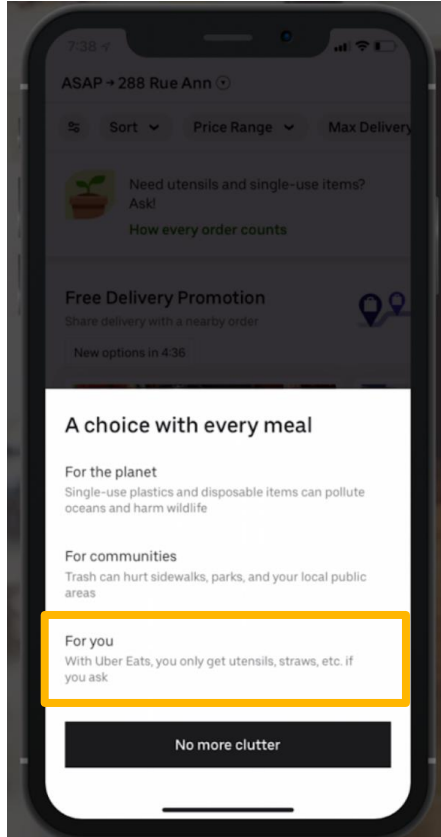 7:38
ASAP → 288 Rue Ann
Sort
Price Range
Max Delivery
Need utensils and single-use items?
Ask!
How every order counts
Free Delivery Promotion
Share delivery with a nearby order
New options in 4:36
A choice with every meal
For the planet
Single-use plastics and disposable items can pollute
oceans and harm wildlife
For communities
Trash can hurt sidewalks, parks, and your local public
areas
For you
With Uber Eats, you only get utensils, straws, etc. if
you ask
No more clutter